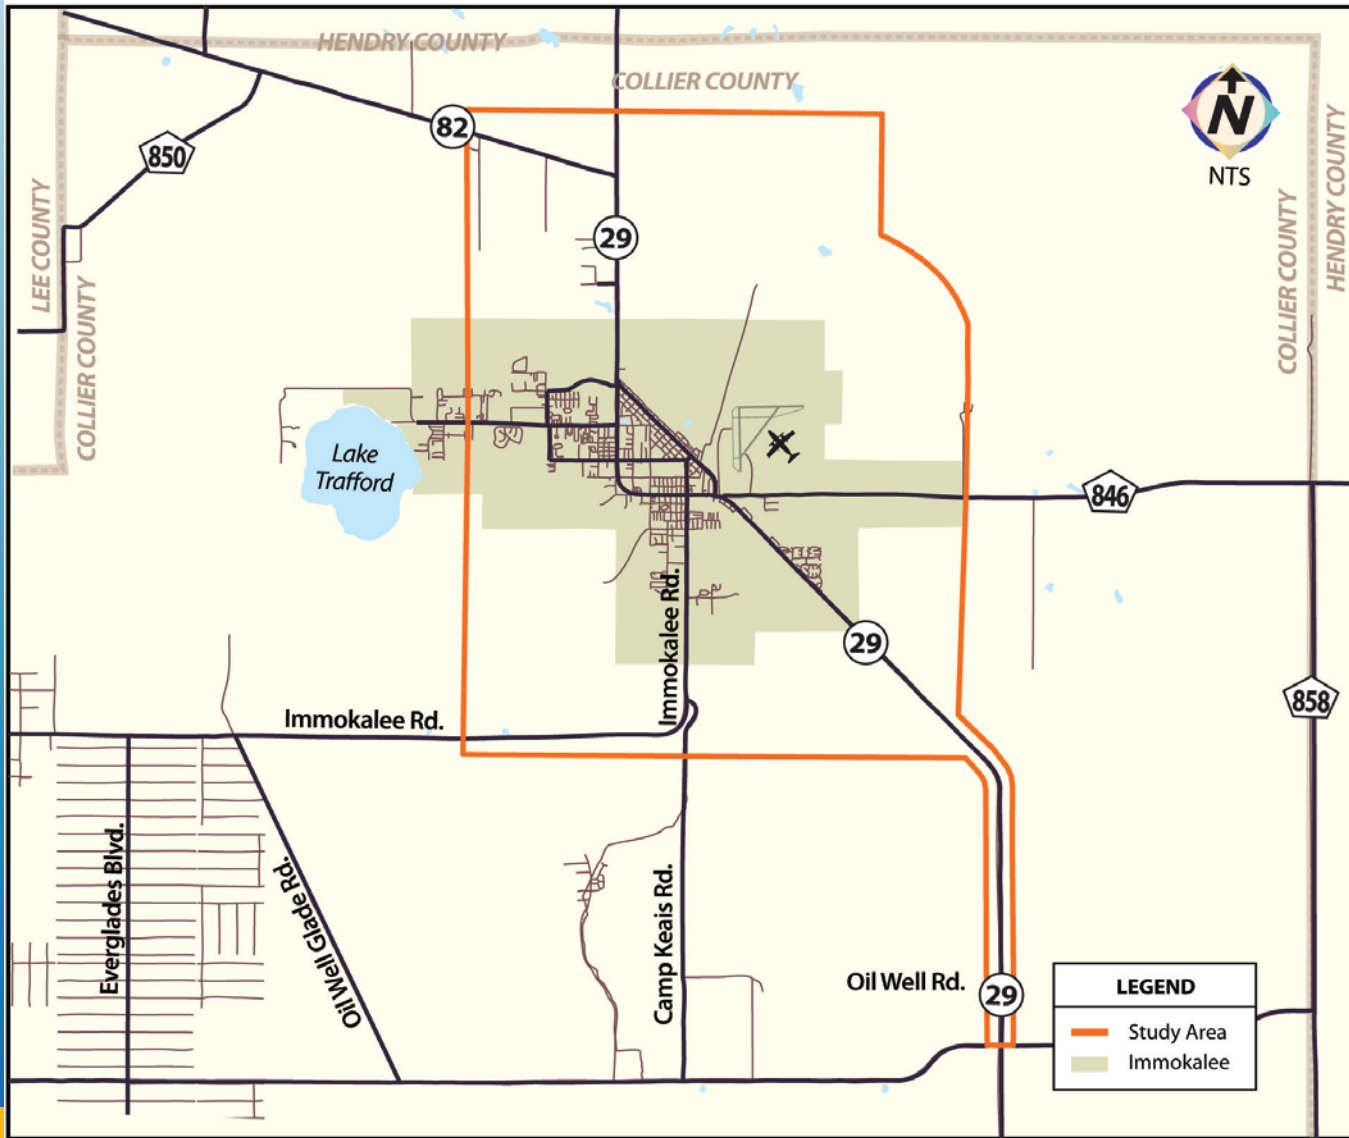 HENDRY COUNTY
COLLIER COUNTY
82
850
N
NTS
HENDRY COUNTY
LEE COUNTY
COLLIER COUNTY
COLLIER COUNTY
29
Lake
Trafford
846
Immokalee Rd.
29
858
Immokalee Rd.
Everglades Blvd.
Oil Well Glade Rd.
Camp Keais Rd.
Oil Well Rd.
29
LEGEND
Study Area
Immokalee